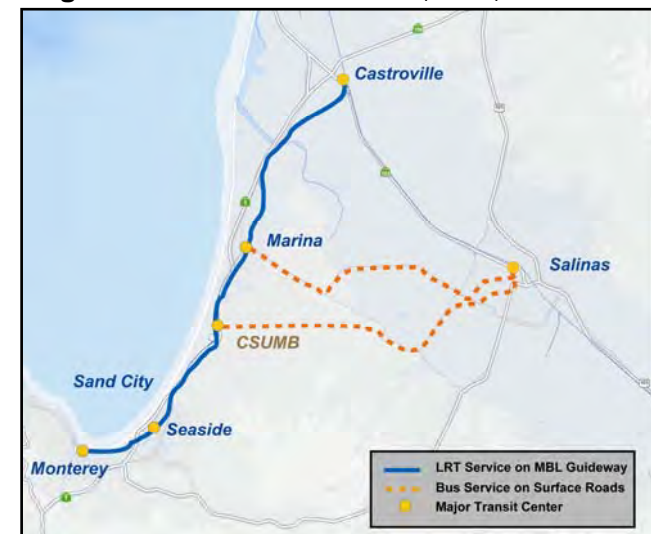 Castroville
Marina
Salinas
CSUMB
Sand City
Seaside
Monterey
LRT Service on MBL Guideway
Bus Service on Surface Roads
Major Transit Center